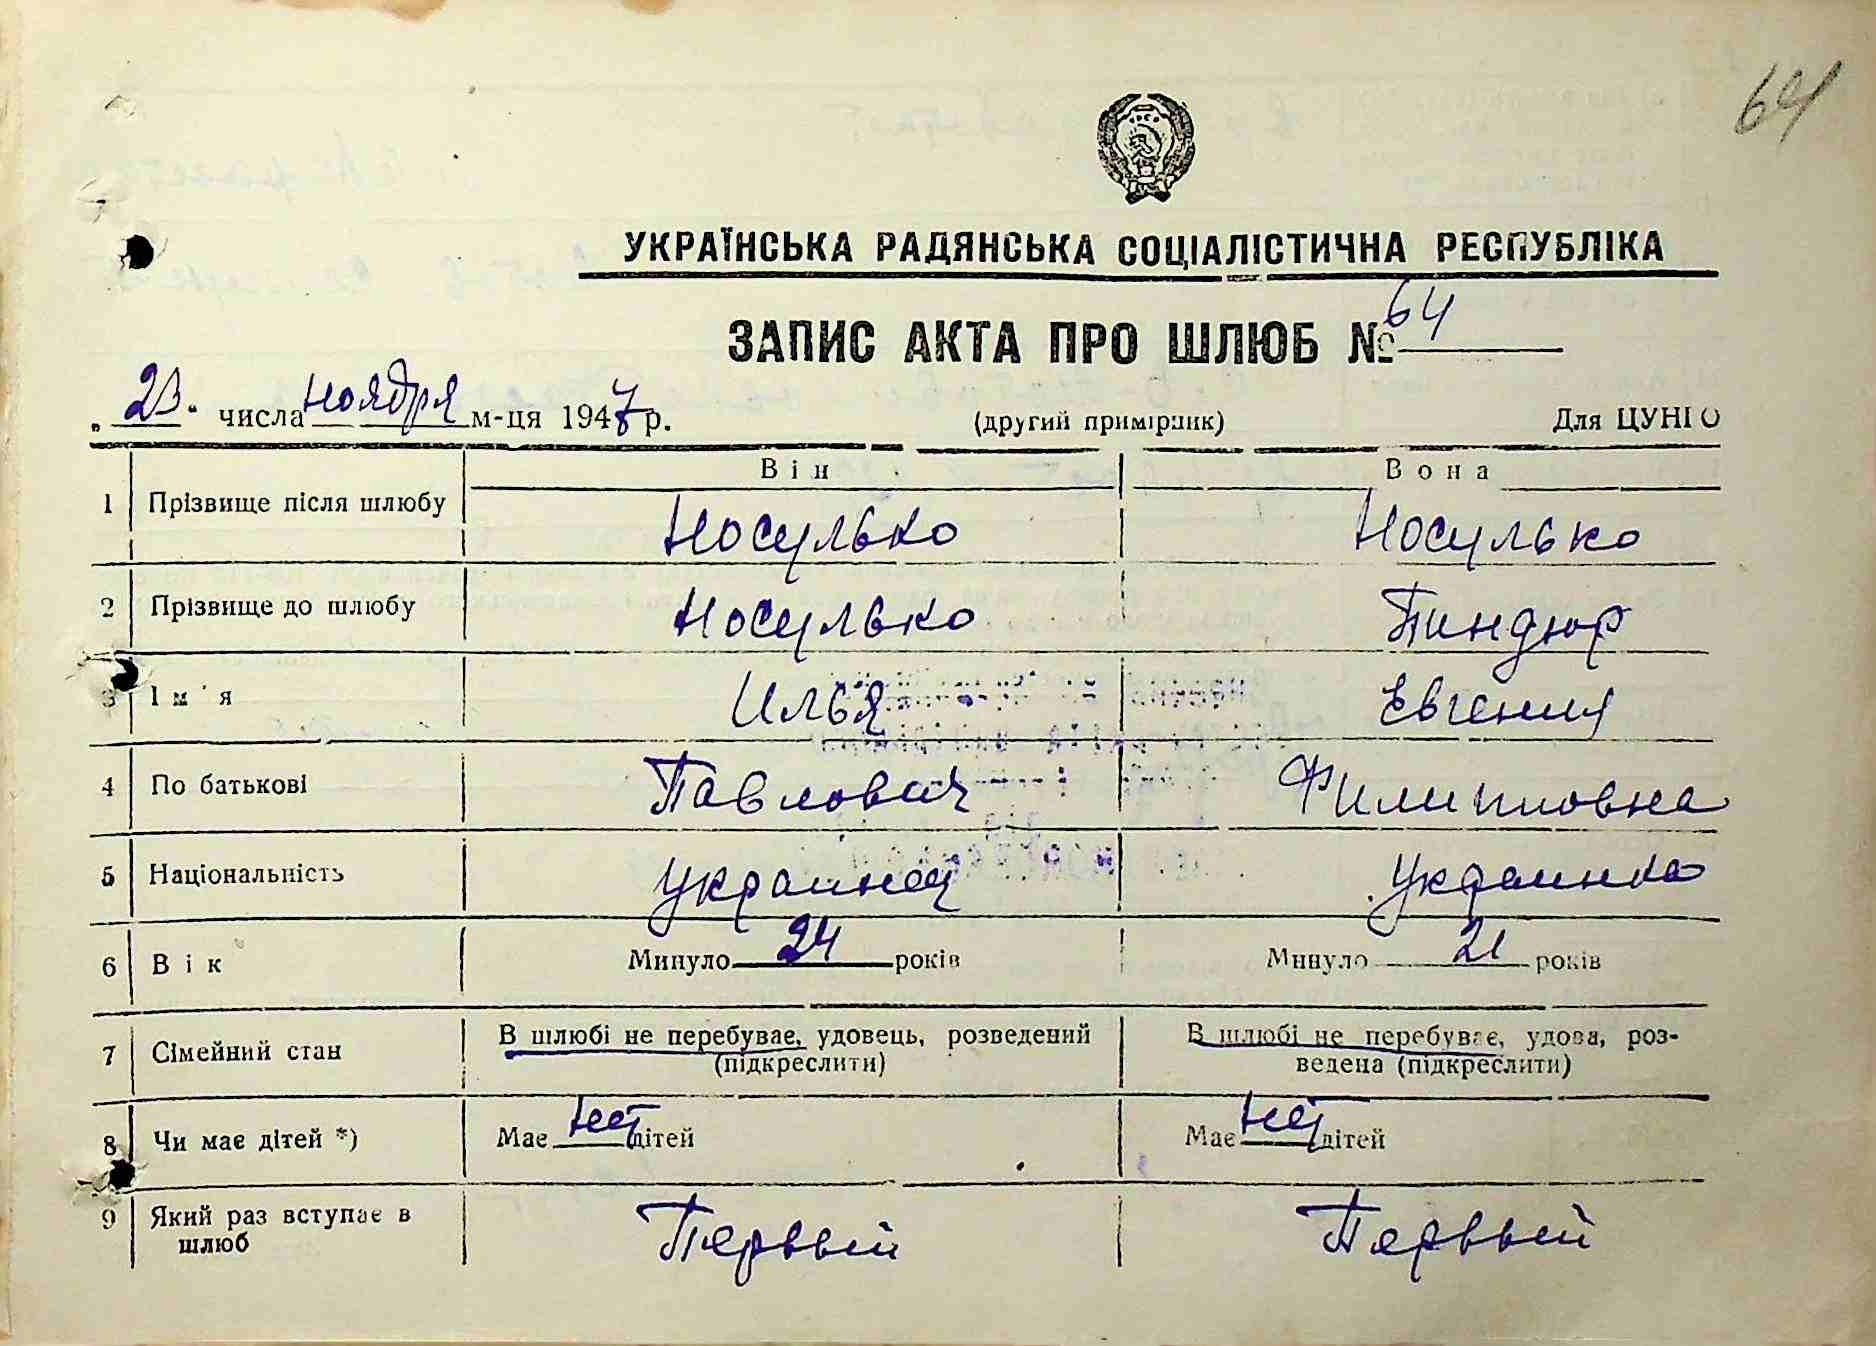 64
УКРАЇНСЬКА РАДЯНСЬКА СОЦІАЛІСТИЧНА РЕСПУБЛІКА
ЗАПИС АКТА ПРО ШЛЮБ № 64
„ 23. числа ноября м-ця 1947 р. (другий примірник) Для ЦУНГО
Він Вона
1 Прізвище після шлюбу Носулько Носулько
2 Прізвище до шлюбу Носулько Пиндюр
3 Ім'я Илья Евгения
4 По батькові Павлович Филипповна
5 Національність Украинец Украинка
6 Вік Минуло 24 років Минуло 21 років
7 Сімейний стан В шлюбі не перебуває, удовець, розведений (підкреслити) В шлюбі не перебуває, удова, роз-
ведена (підкреслити)
8 Чи має дітей *) Має нет дітей Має нет дітей
9 Який раз вступає в шлюб Первый Первый